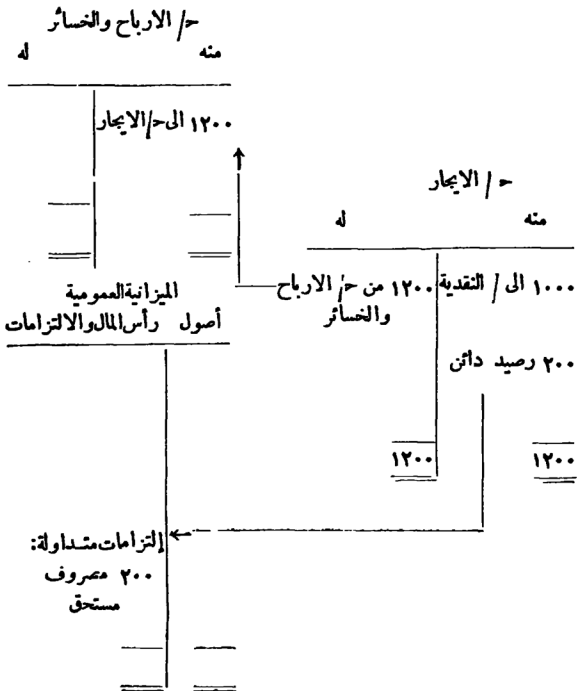 ح/ الارباح والخسائر
منه له
١٢٠٠ الى ح/الايجار
ح / الايجار
منه له
١٠٠٠ الى / النقدية ١٢٠٠ من ح/ الارباح
والخسائر
٢٠٠ رصيد دائن
١٢٠٠ ١٢٠٠
الميزانية العمومية
أصول رأس المال والالتزامات
إلتزامات متداولة:
٢٠٠ مصروف
مستحق